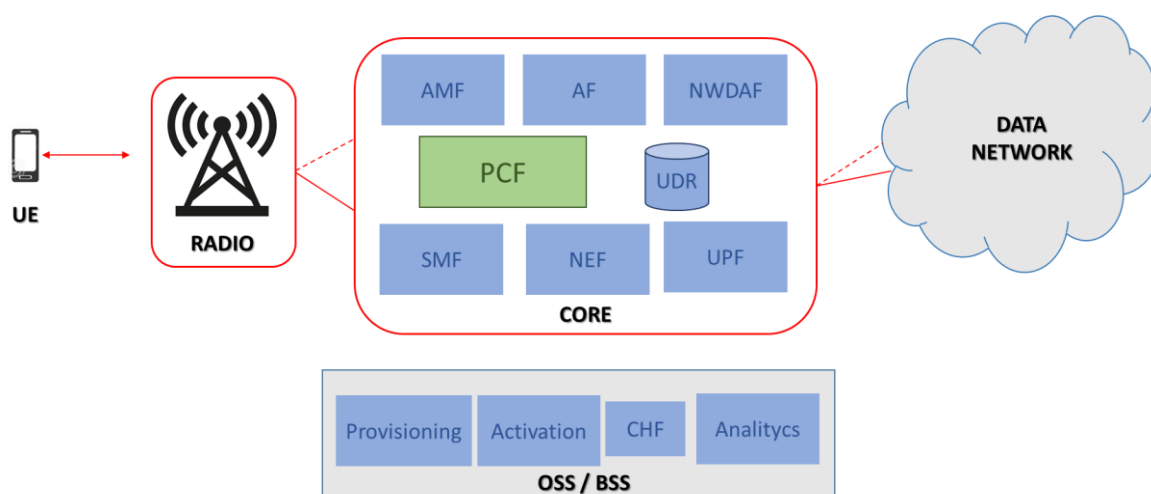 AMF
AF
NWDAF
PCF
UDR
SMF
NEF
UPF
CORE
UE
RADIO
DATA
NETWORK
Provisioning
Activation
CHF
Analitycs
OSS / BSS